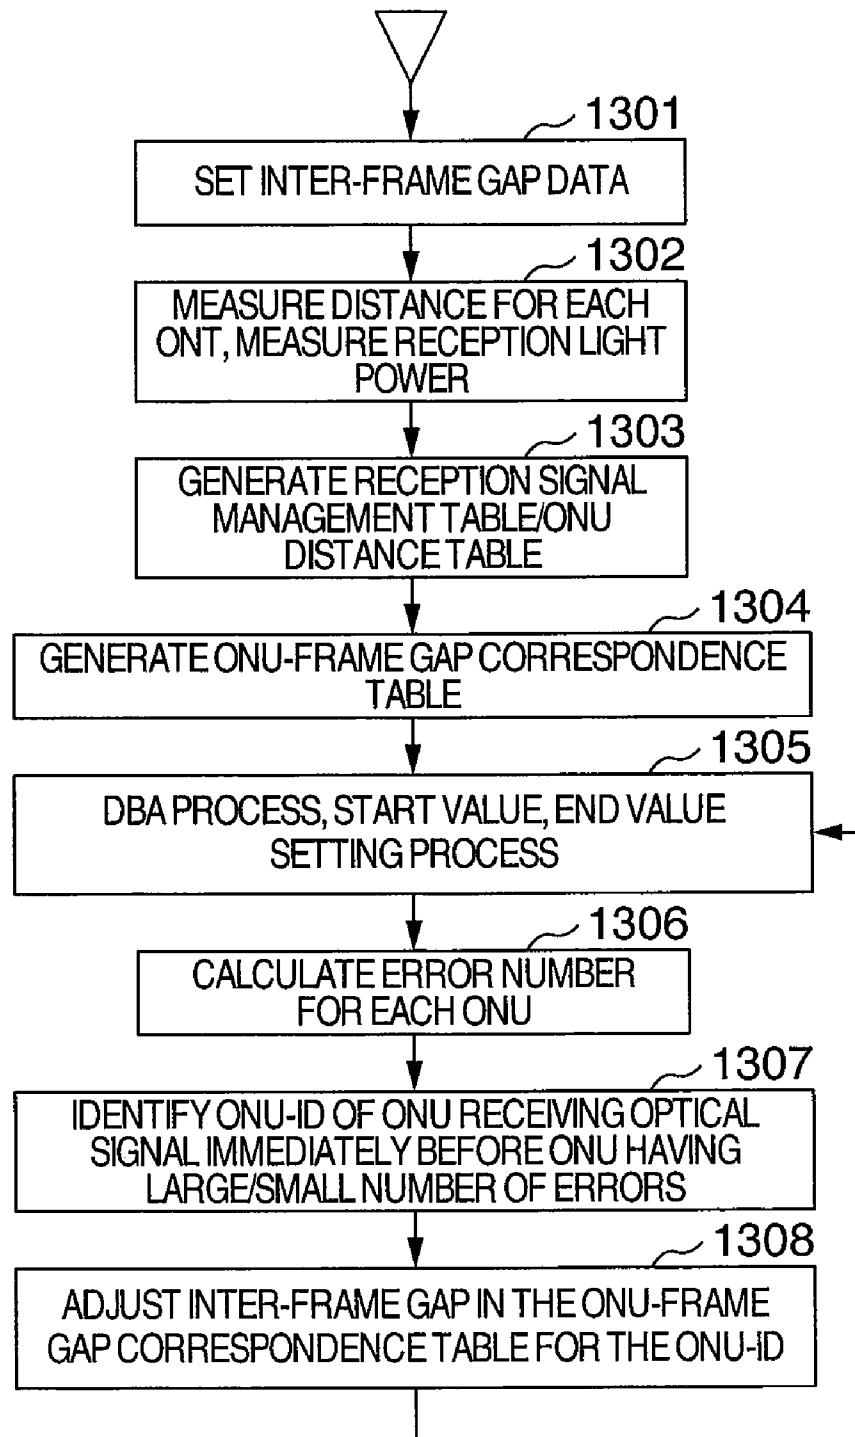 1301
SET INTER-FRAME GAP DATA
1302
MEASURE DISTANCE FOR EACH
ONT, MEASURE RECEPTION LIGHT
POWER
1303
GENERATE RECEPTION SIGNAL
MANAGEMENT TABLE/ONU
DISTANCE TABLE
1304
GENERATE ONU-FRAME GAP CORRESPONDENCE
TABLE
1305
DBA PROCESS, START VALUE, END VALUE
SETTING PROCESS
1306
CALCULATE ERROR NUMBER
FOR EACH ONU
1307
IDENTIFY ONU-ID OF ONU RECEIVING OPTICAL
SIGNAL IMMEDIATELY BEFORE ONU HAVING
LARGE/SMALL NUMBER OF ERRORS
1308
ADJUST INTER-FRAME GAP IN THE ONU-FRAME
GAP CORRESPONDENCE TABLE FOR THE ONU-ID